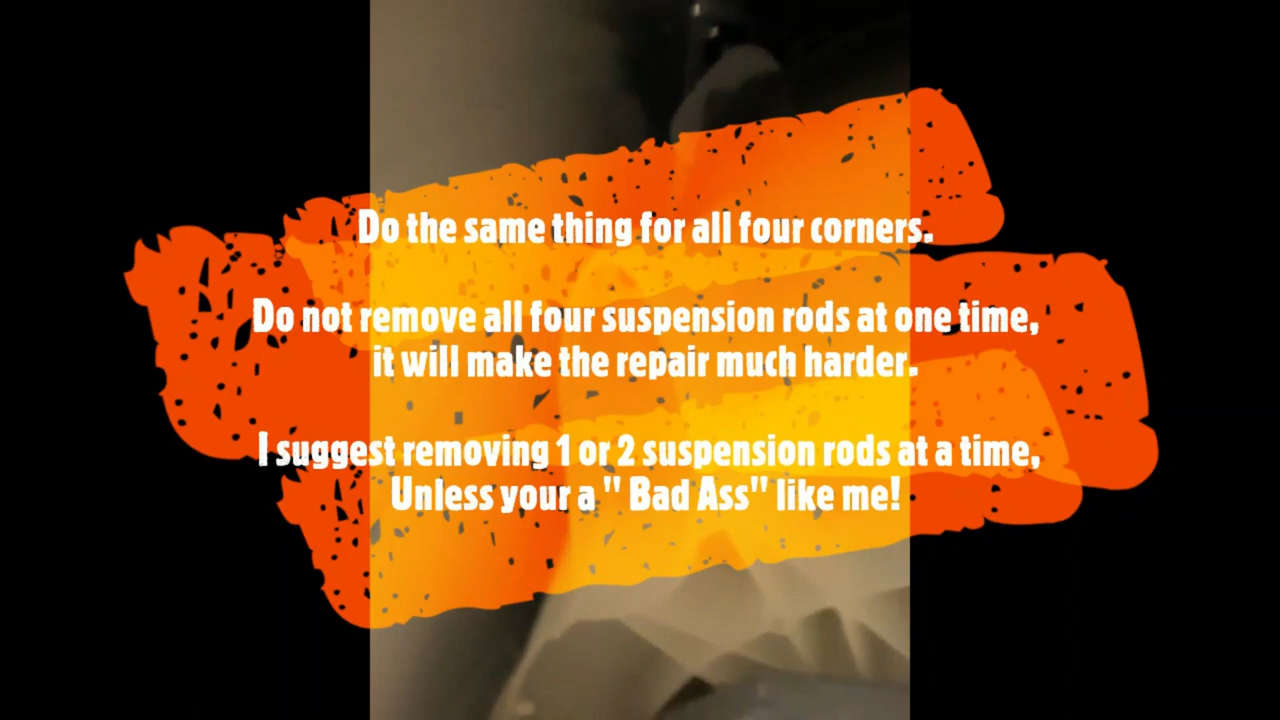 Do the same thing for all four corners.
Do not remove all four suspension rods at one time,
it will make the repair much harder.
I suggest removing 1 or 2 suspension rods at a time,
Unless your a " Bad Ass" like me!